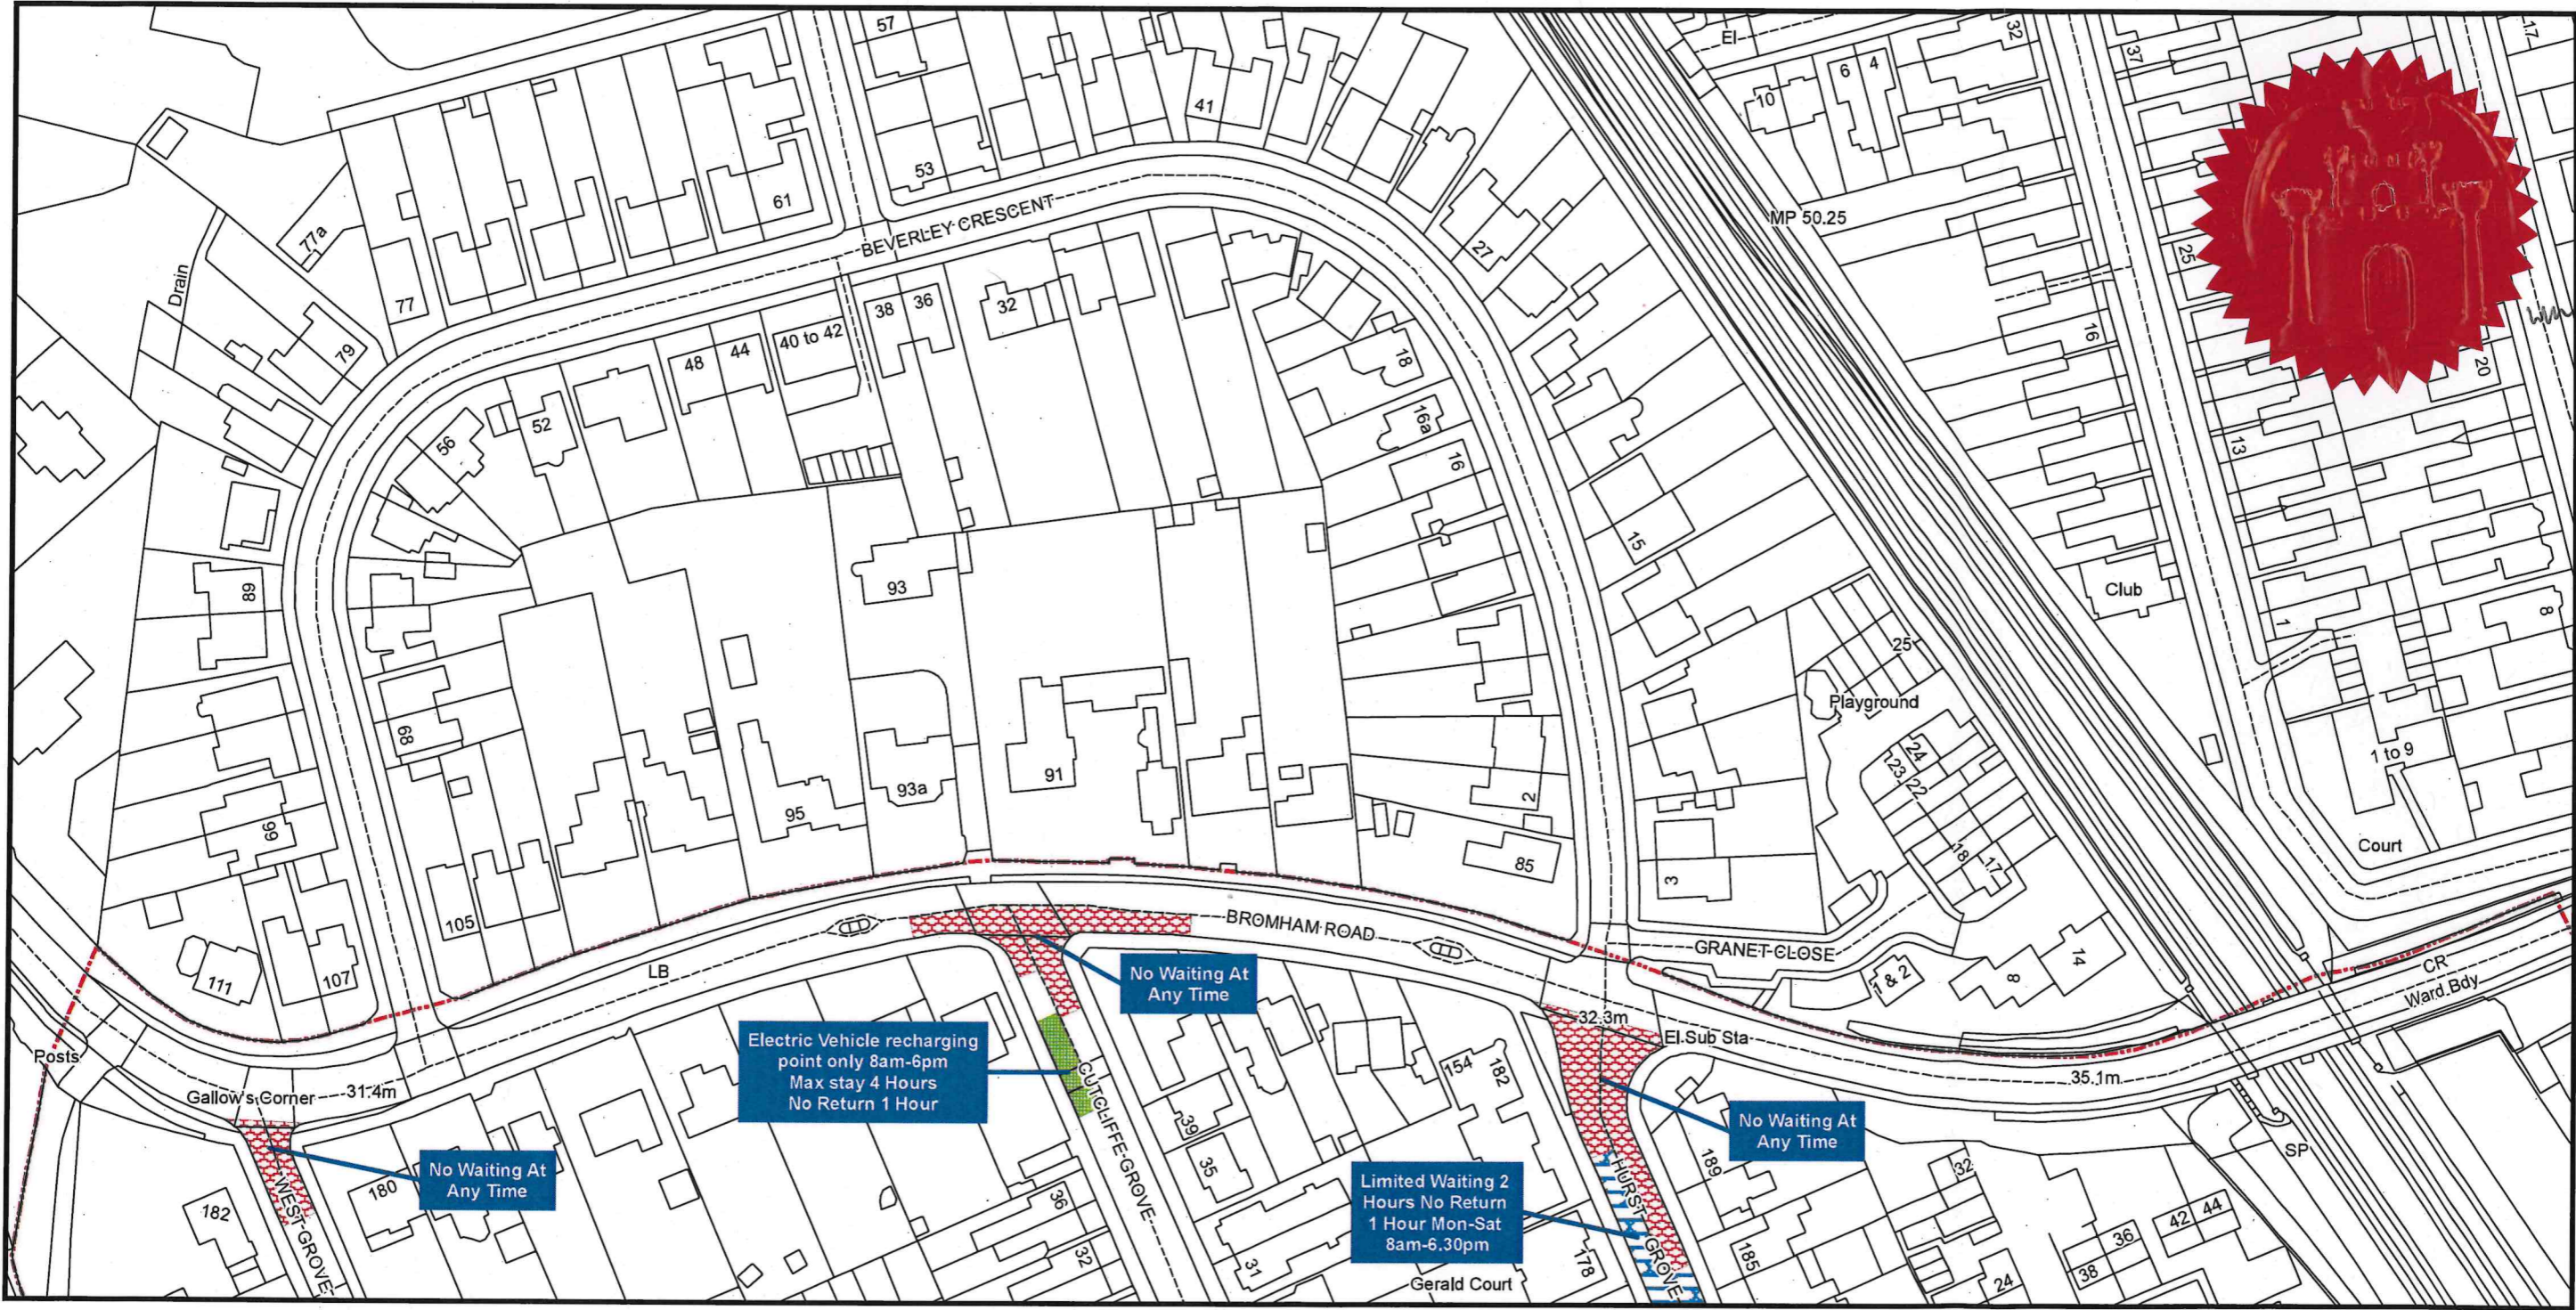 57
El
32
37
17
6
4
10
41
53
61
77a
BEVERLEY CRESCENT
MP 50.25
27
25
Drain
77
38
36
32
40 to 42
44
48
79
18
16
20
52
56
16a
16
13
15
93
Club
89
1
8
25
Playground
68
24
23
22
1 to 9
91
93a
95
2
99
85
3
18
17
Court
105
BROMHAM ROAD
GRANET CLOSE
14
8
1 & 2
CR
Ward Bdy
LB
111
107
No Waiting At
Any Time
32.3m
El Sub Sta
35.1m
Posts
Gallow's Corner
31.4m
Electric Vehicle recharging
point only 8am-6pm
Max stay 4 Hours
No Return 1 Hour
CUTCLIFFE GROVE
154
182
39
35
No Waiting At
Any Time
SP
No Waiting At
Any Time
180
182
WEST GROVE
36
32
31
Limited Waiting 2
Hours No Return
1 Hour Mon-Sat
8am-6.30pm
HURST GROVE
189
185
32
178
Gerald Court
24
38
36
42
44